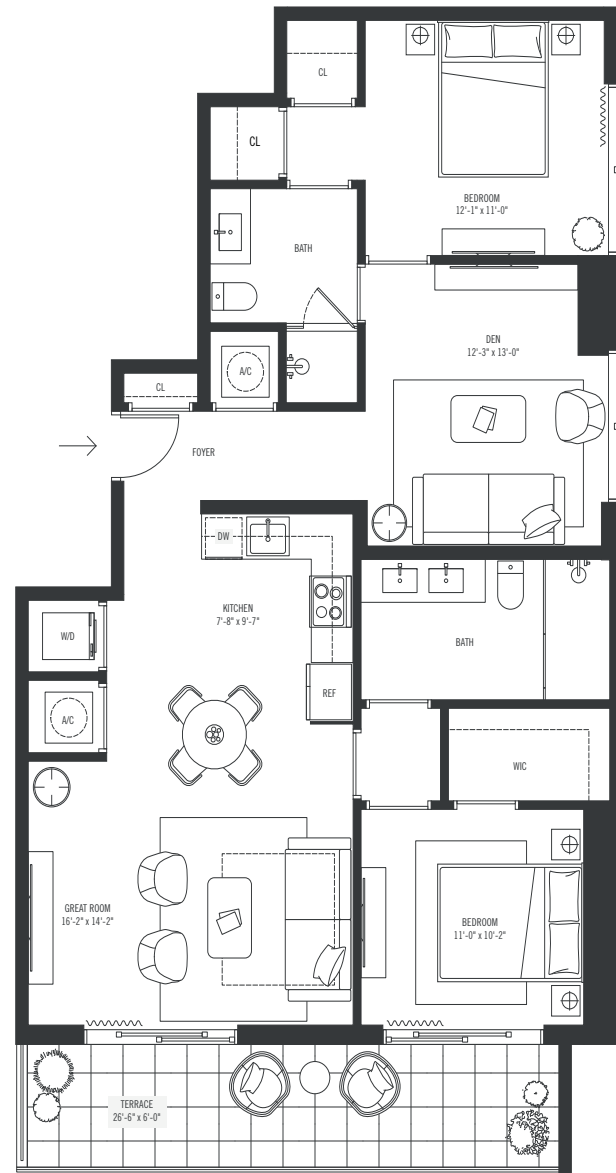 CL
CL
BEDROOM
12'-1" x 11'-0"
BATH
DEN
12'-3" x 13'-0"
A/C
CL
FOYER
DW
KITCHEN
7'-8" x 9'-7"
W/D
BATH
REF
A/C
WIC
GREAT ROOM
16'-2" x 14'-2"
BEDROOM
11'-0" x 10'-2"
TERRACE
26'-6" x 6'-0"